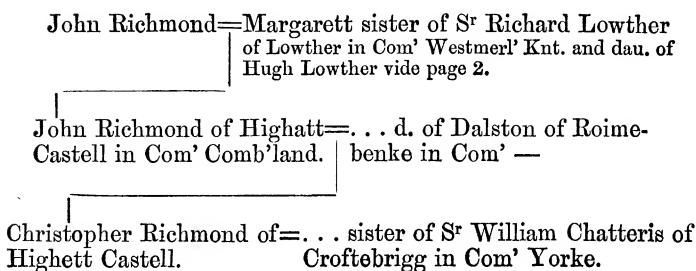 John Richmond=Margarett sister of Sʳ Richard Lowther
of Lowther in Com' Westmerl' Knt. and dau. of
Hugh Lowther vide page 2.
John Richmond of Highatt=. . . d. of Dalston of Roime-
Castell in Com' Comb'land. benke in Com' —
Christopher Richmond of=. . . sister of Sʳ William Chatteris of
Highett Castell. Croftebrigg in Com' Yorke.